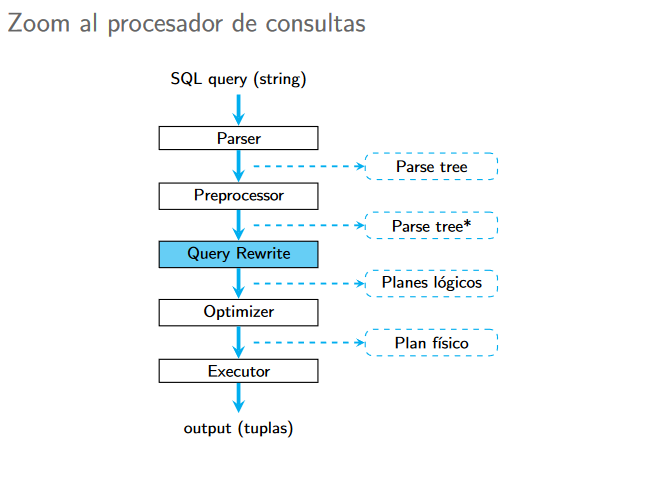 Zoom al procesador de consultas
SQL query (string)
Parser
Parse tree
Preprocessor
Parse tree*
Query Rewrite
Planes lógicos
Optimizer
Plan físico
Executor
output (tuplas)